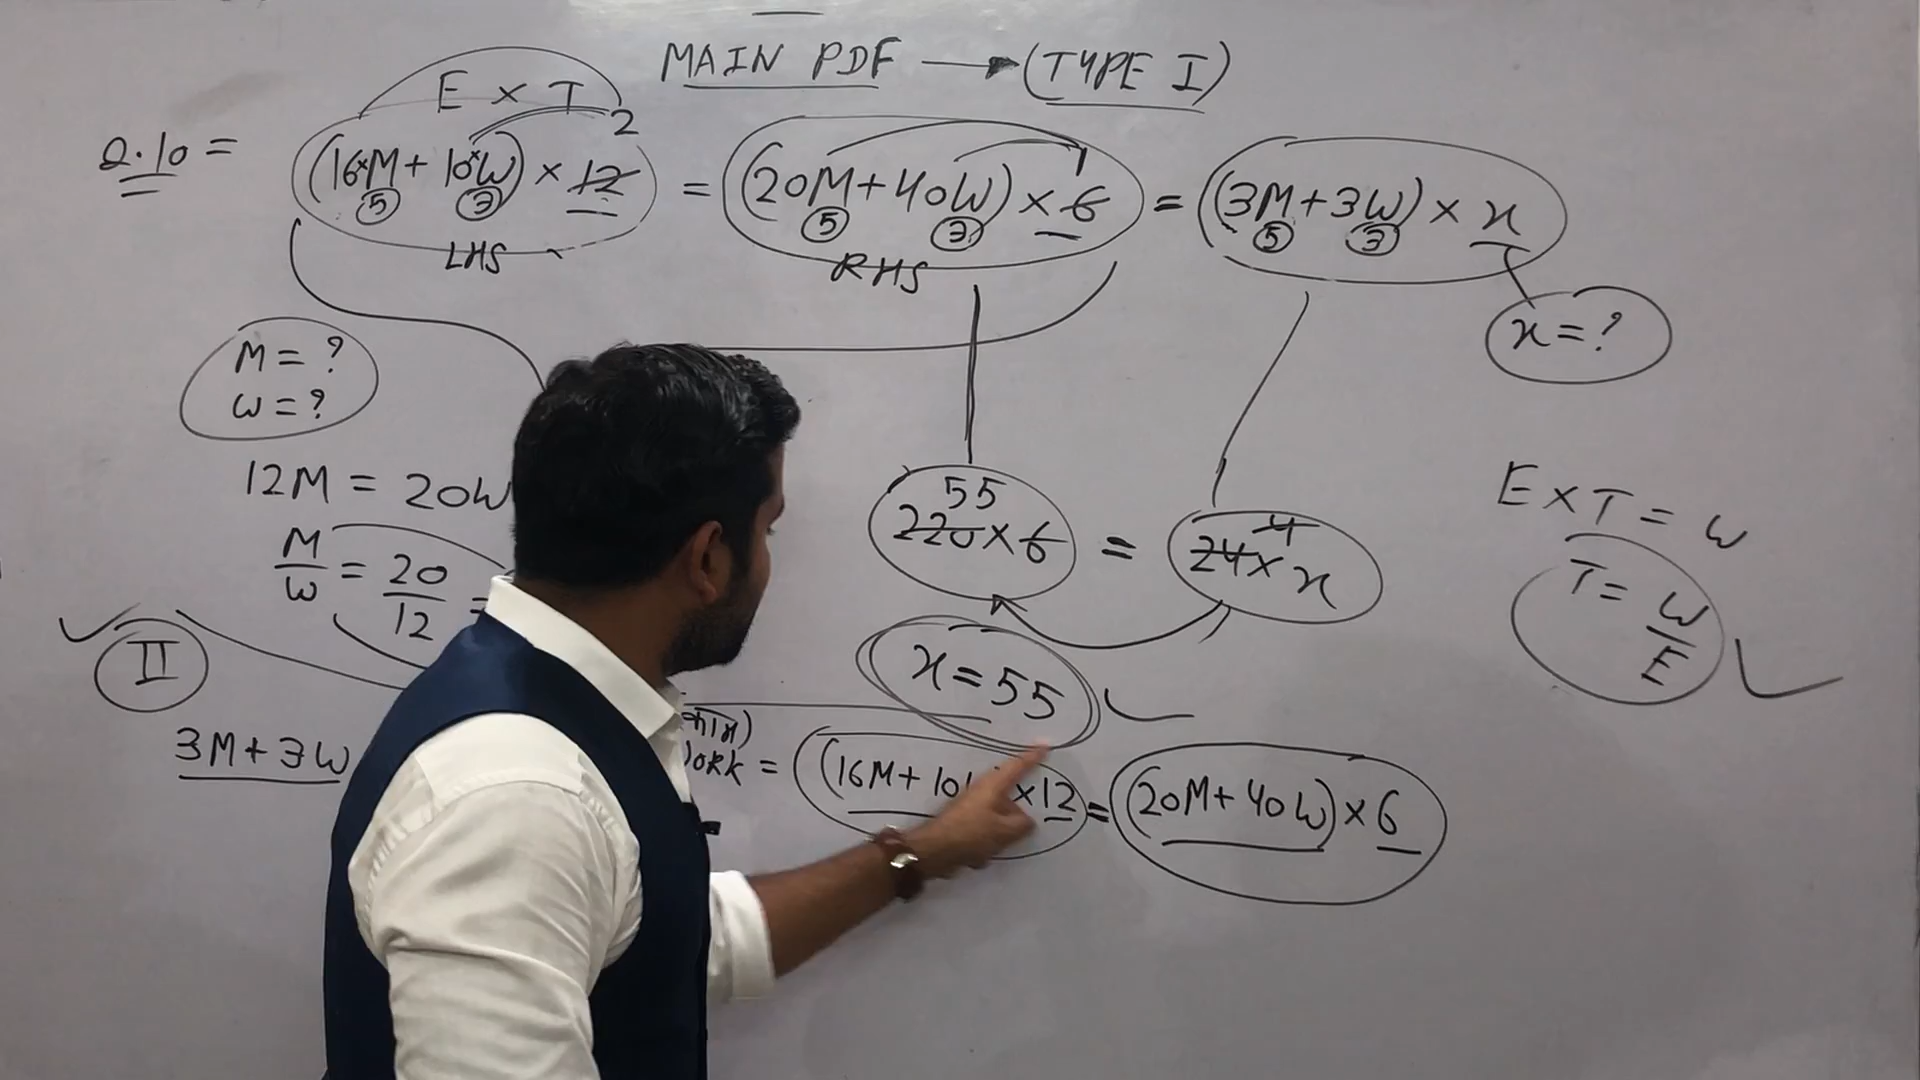 MAIN PDF → (TYPE I)
E × T
Q.10 = (16M + 10W) × 12 = (20M + 40W) × 6 = (3M + 3W) × x
2
1
5 3 5 3 5 3
LHS RHS
M = ?
W = ?
x = ?
12M = 20W
M/W = 20/12 =
55
220 × 6 = 24 × x
4
E × T = W
T = W/E
x = 55
II
3M + 3W
ORK = (16M + 10 × 12 = (20M + 40W) × 6